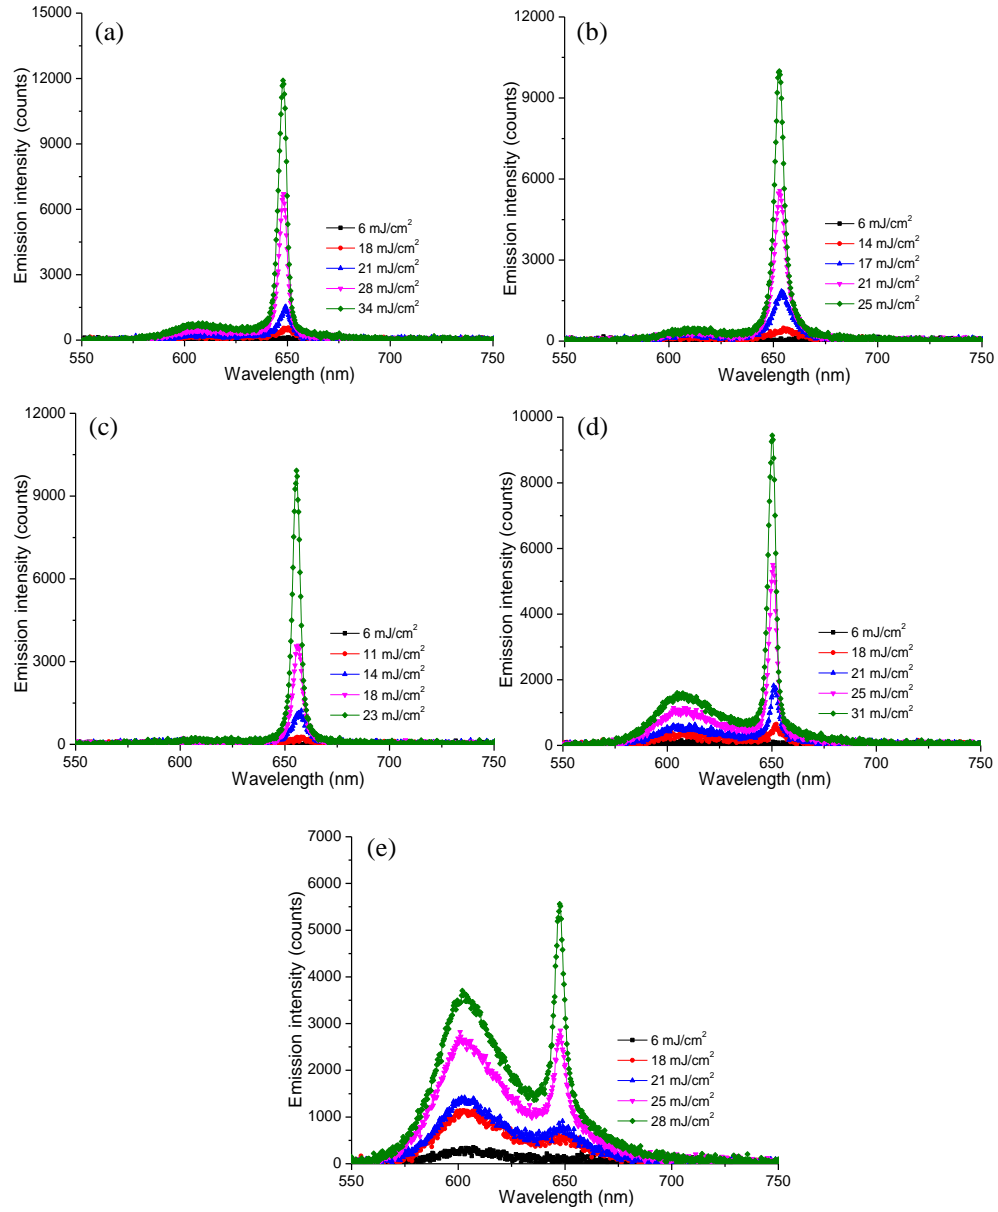 (a)
Emission intensity (counts)
15000
12000
9000
6000
3000
0
550 600 650 700 750
Wavelength (nm)
6 mJ/cm²
18 mJ/cm²
21 mJ/cm²
28 mJ/cm²
34 mJ/cm²
(b)
Emission intensity (counts)
12000
9000
6000
3000
0
550 600 650 700 750
Wavelength (nm)
6 mJ/cm²
14 mJ/cm²
17 mJ/cm²
21 mJ/cm²
25 mJ/cm²
(c)
Emission intensity (counts)
12000
9000
6000
3000
0
550 600 650 700 750
Wavelength (nm)
6 mJ/cm²
11 mJ/cm²
14 mJ/cm²
18 mJ/cm²
23 mJ/cm²
(d)
Emission intensity (counts)
10000
8000
6000
4000
2000
0
550 600 650 700 750
Wavelength (nm)
6 mJ/cm²
18 mJ/cm²
21 mJ/cm²
25 mJ/cm²
31 mJ/cm²
(e)
Emission intensity (counts)
7000
6000
5000
4000
3000
2000
1000
0
550 600 650 700 750
Wavelength (nm)
6 mJ/cm²
18 mJ/cm²
21 mJ/cm²
25 mJ/cm²
28 mJ/cm²